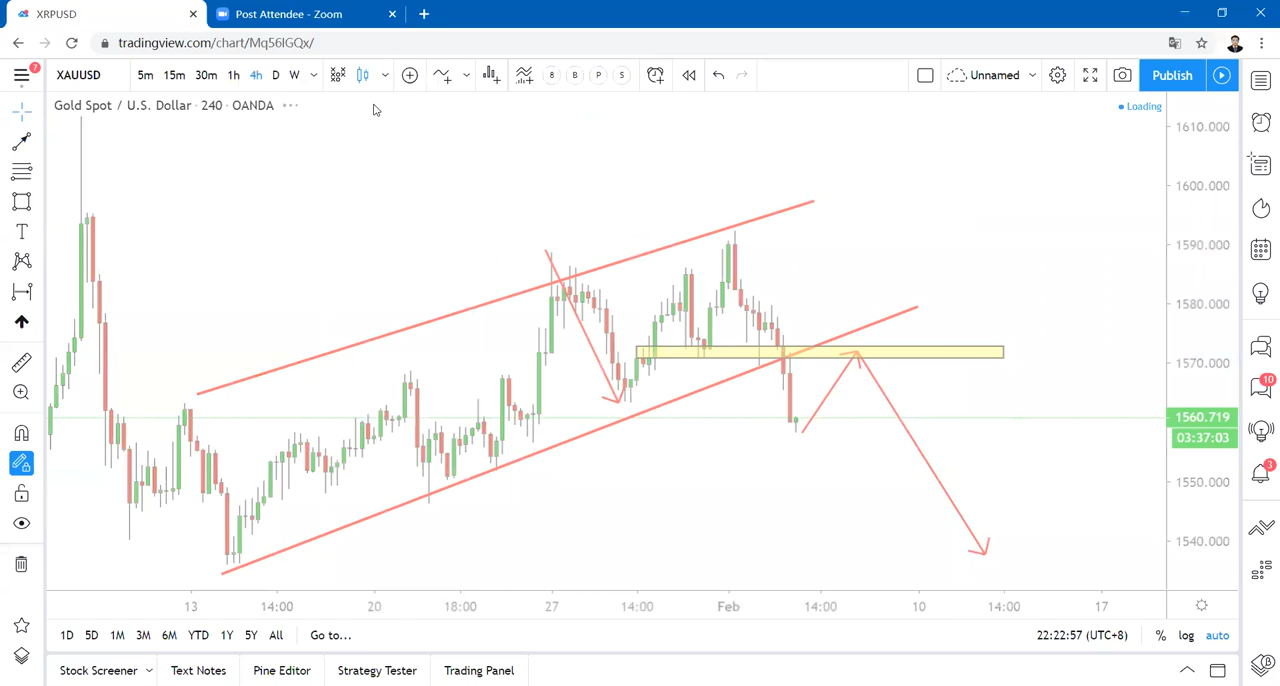 XRPUSD
Post Attendee - Zoom
tradingview.com/chart/Mq56IGQx/
7
XAUUSD 5m 15m 30m 1h 4h D W 8 B P S Unnamed Publish
Gold Spot / U.S. Dollar · 240 · OANDA
Loading
1610.000
1600.000
1590.000
1580.000
1570.000
1560.719
03:37:03
1550.000
1540.000
10
3
13 14:00 20 18:00 27 14:00 Feb 14:00 10 14:00 17
1D 5D 1M 3M 6M YTD 1Y 5Y All Go to... 22:22:57 (UTC+8) % log auto
Stock Screener Text Notes Pine Editor Strategy Tester Trading Panel
B